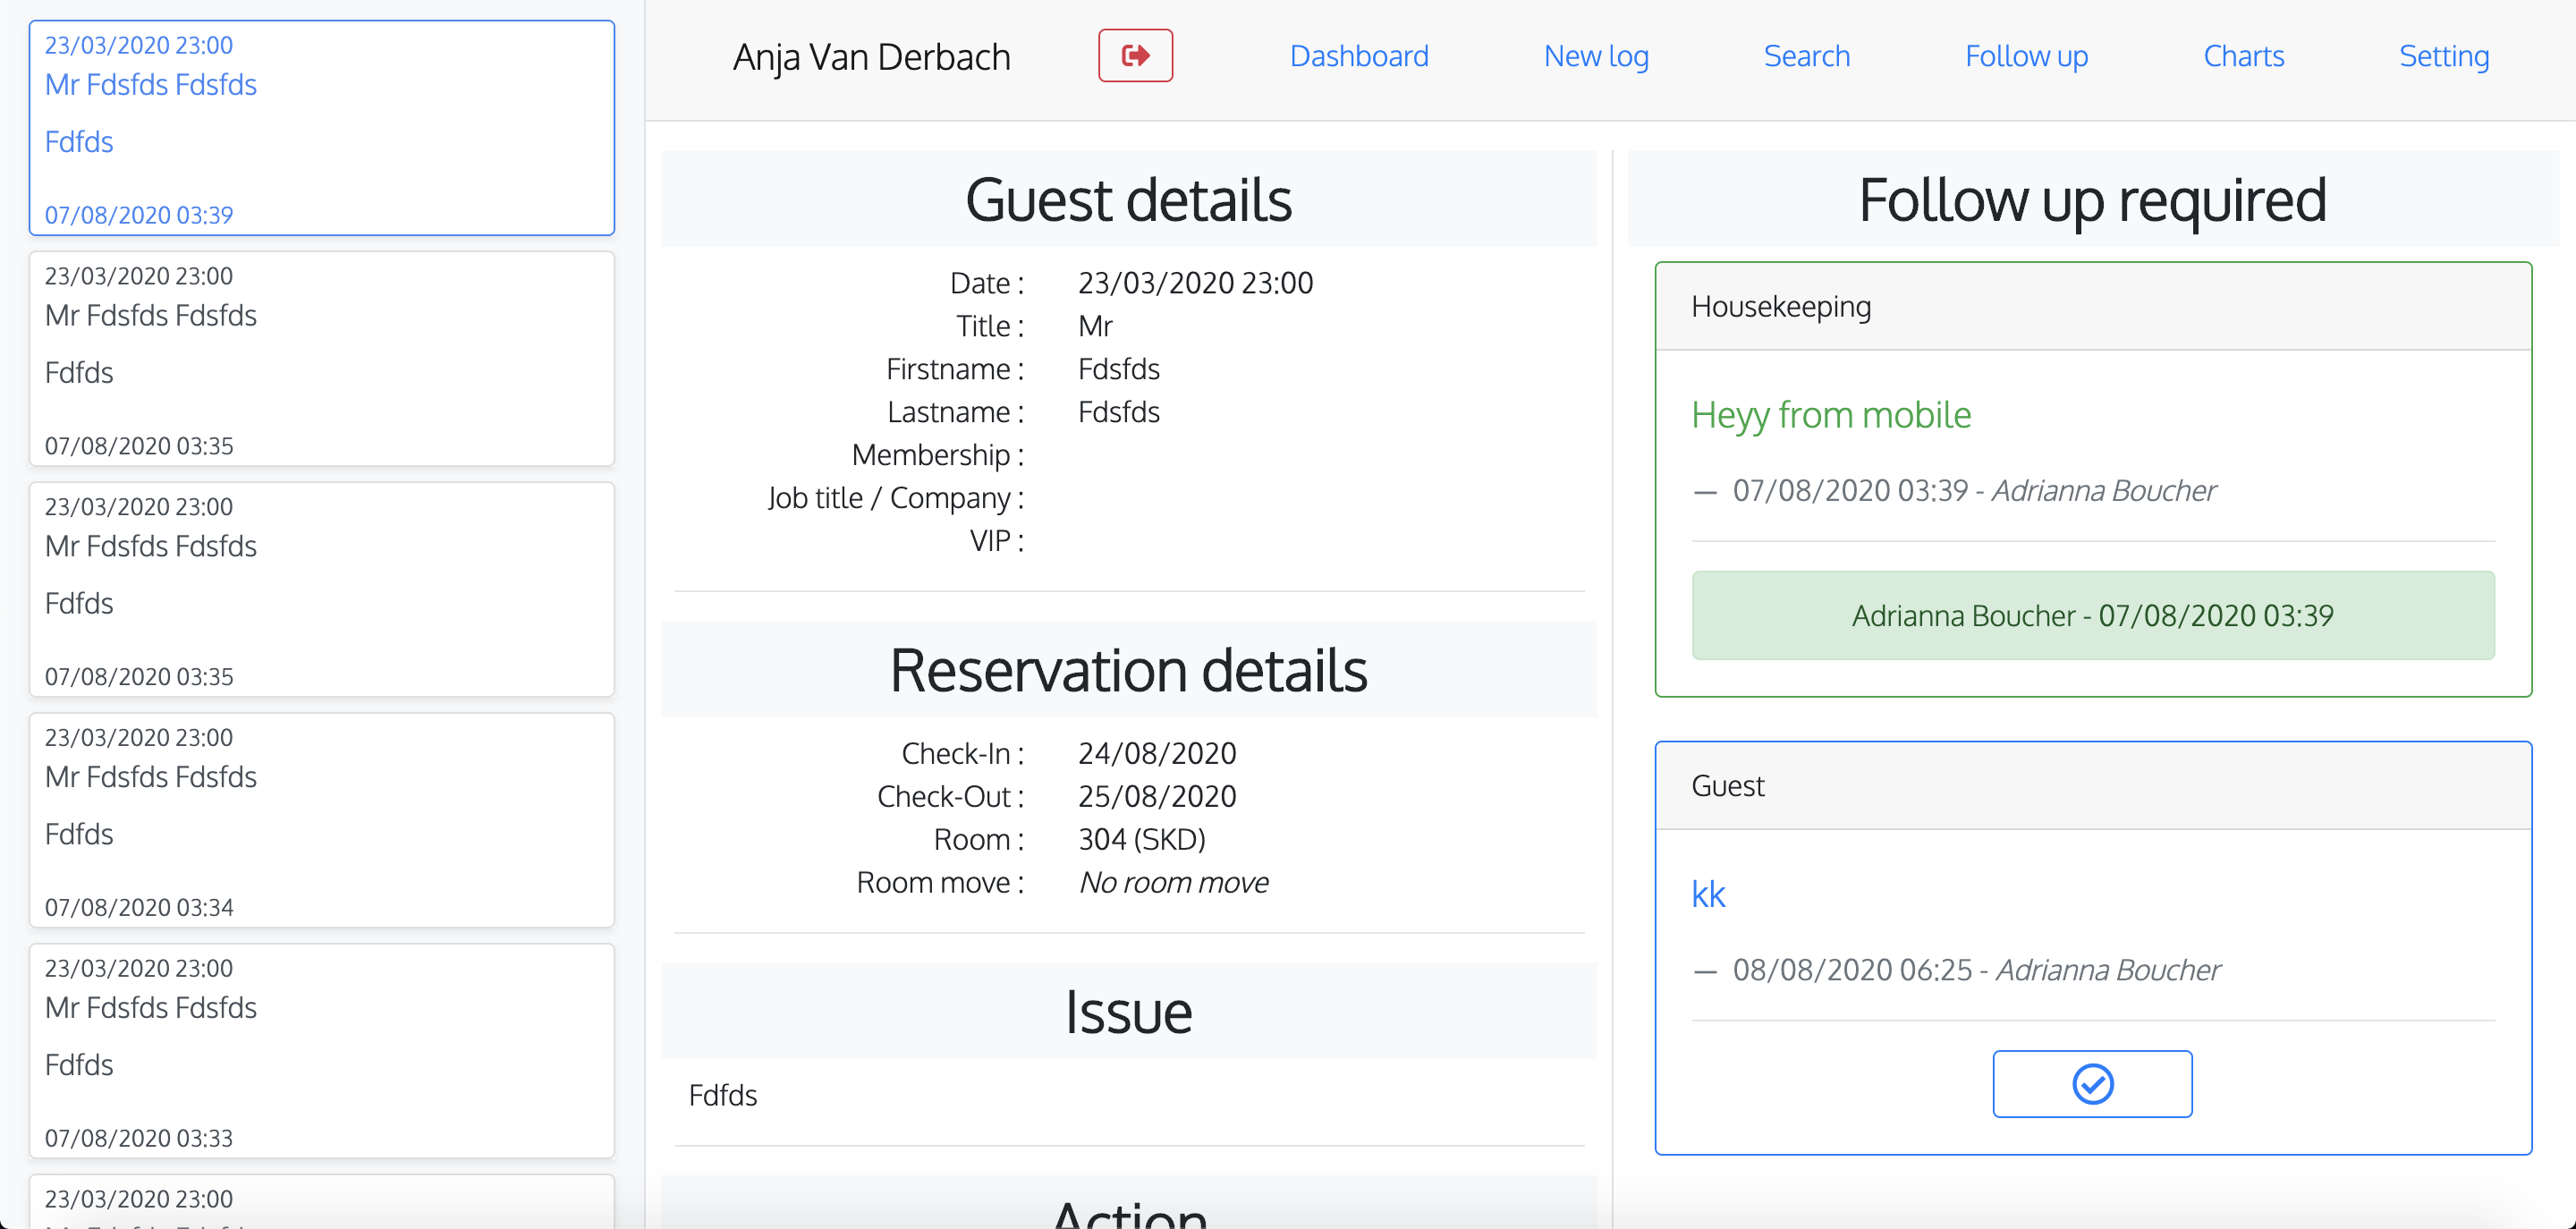 23/03/2020 23:00
Mr Fdsfds Fdsfds
Fdfds
07/08/2020 03:39
23/03/2020 23:00
Mr Fdsfds Fdsfds
Fdfds
07/08/2020 03:35
23/03/2020 23:00
Mr Fdsfds Fdsfds
Fdfds
07/08/2020 03:35
23/03/2020 23:00
Mr Fdsfds Fdsfds
Fdfds
07/08/2020 03:34
23/03/2020 23:00
Mr Fdsfds Fdsfds
Fdfds
07/08/2020 03:33
23/03/2020 23:00
Anja Van Derbach Dashboard New log Search Follow up Charts Setting
Guest details
Date : 23/03/2020 23:00
Title : Mr
Firstname : Fdsfds
Lastname : Fdsfds
Membership :
Job title / Company :
VIP :
Reservation details
Check-In : 24/08/2020
Check-Out : 25/08/2020
Room : 304 (SKD)
Room move : No room move
Issue
Fdfds
Action
Follow up required
Housekeeping
Heyy from mobile
— 07/08/2020 03:39 - Adrianna Boucher
Adrianna Boucher - 07/08/2020 03:39
Guest
kk
— 08/08/2020 06:25 - Adrianna Boucher